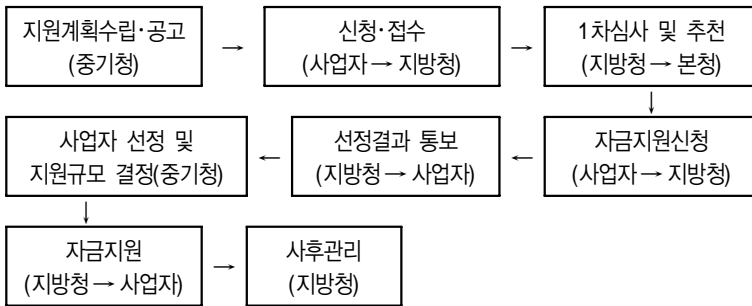 지원계획수립·공고
(중기청)
→
신청·접수
(사업자 → 지방청)
→
1차심사 및 추천
(지방청 → 본청)
↓
자금지원신청
(사업자 → 지방청)
←
선정결과 통보
(지방청 → 사업자)
←
사업자 선정 및
지원규모 결정(중기청)
↓
자금지원
(지방청 → 사업자)
→
사후관리
(지방청)